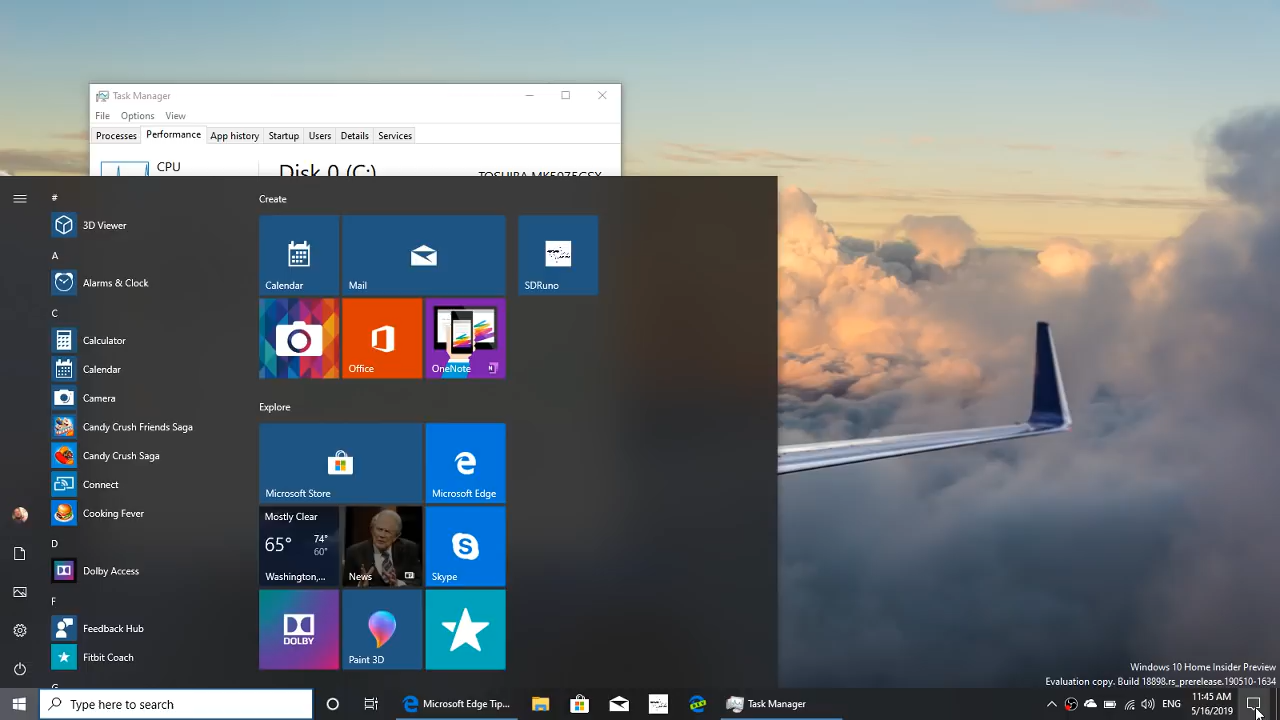 Task Manager
File Options View
Processes Performance App history Startup Users Details Services
CPU
Disk 0 (C:)
#
3D Viewer
A
Alarms & Clock
C
Calculator
Calendar
Camera
Candy Crush Friends Saga
Candy Crush Saga
Connect
Cooking Fever
D
Dolby Access
F
Feedback Hub
Fitbit Coach
Create
Calendar
Mail
SDRuno
Office
OneNote
Explore
Microsoft Store
Microsoft Edge
Mostly Clear
65° 74°
60°
Washington,...
News
Skype
DOLBY
Paint 3D
Windows 10 Home Insider Preview
Evaluation copy. Build 18898.rs_prerelease.190510-1634
Type here to search
Microsoft Edge Tip...
Task Manager
ENG
11:45 AM
5/16/2019